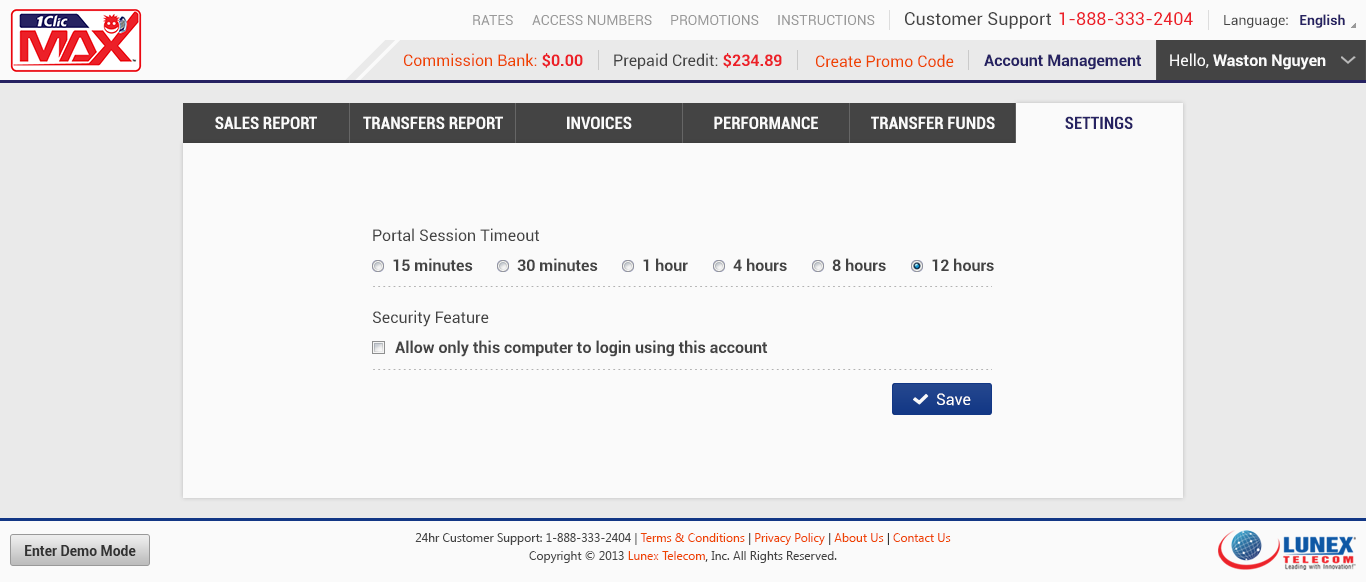 1Clic
MAX
RATES ACCESS NUMBERS PROMOTIONS INSTRUCTIONS Customer Support 1-888-333-2404 Language: English
Commission Bank: $0.00 Prepaid Credit: $234.89 Create Promo Code Account Management Hello, Waston Nguyen
SALES REPORT TRANSFERS REPORT INVOICES PERFORMANCE TRANSFER FUNDS SETTINGS
Portal Session Timeout
15 minutes 30 minutes 1 hour 4 hours 8 hours 12 hours
Security Feature
Allow only this computer to login using this account
Save
Enter Demo Mode
24hr Customer Support: 1-888-333-2404 | Terms & Conditions | Privacy Policy | About Us | Contact Us
Copyright © 2013 Lunex Telecom, Inc. All Rights Reserved.
LUNEX
TELECOM
Leading with Innovation!